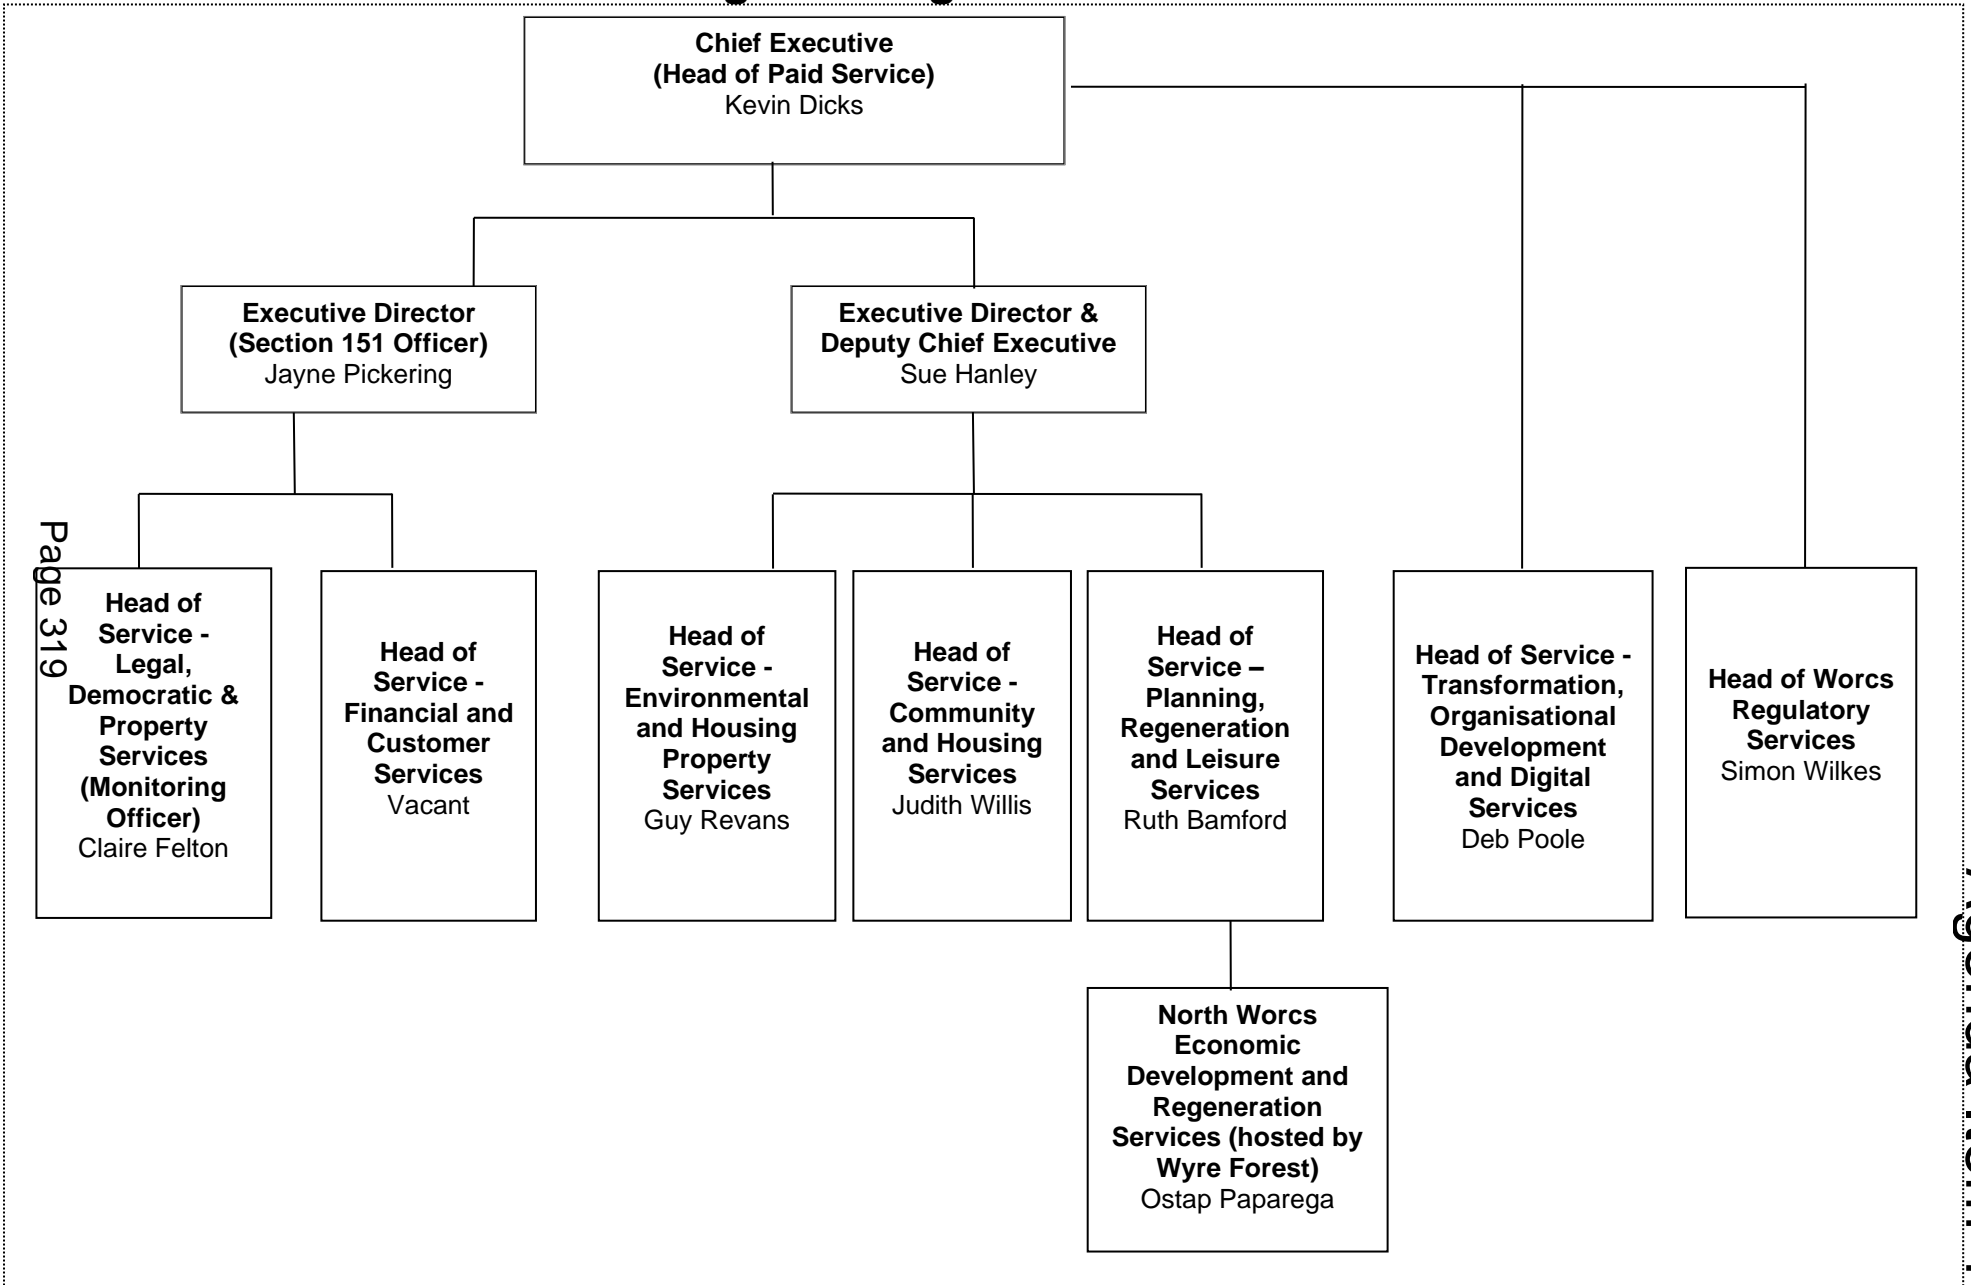 Chief Executive
(Head of Paid Service)
Kevin Dicks
Executive Director
(Section 151 Officer)
Jayne Pickering
Executive Director &
Deputy Chief Executive
Sue Hanley
Head of
Service -
Legal,
Democratic &
Property
Services
(Monitoring
Officer)
Claire Felton
Head of
Service -
Financial and
Customer
Services
Vacant
Head of
Service -
Environmental
and Housing
Property
Services
Guy Revans
Head of
Service -
Community
and Housing
Services
Judith Willis
Head of
Service –
Planning,
Regeneration
and Leisure
Services
Ruth Bamford
Head of Service -
Transformation,
Organisational
Development
and Digital
Services
Deb Poole
Head of Worcs
Regulatory
Services
Simon Wilkes
North Worcs
Economic
Development and
Regeneration
Services (hosted by
Wyre Forest)
Ostap Paparega
Page 319